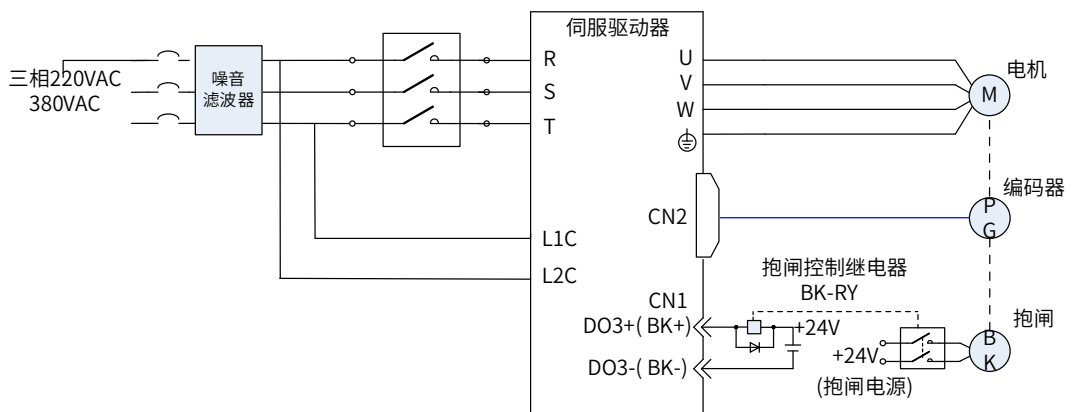 伺服驱动器
三相220VAC
380VAC
噪音
滤波器
R
S
T
U
V
W
电机
M
编码器
P
G
CN2
L1C
L2C
CN1
DO3+( BK+)
DO3-( BK-)
抱闸控制继电器
BK-RY
+24V
+24V
(抱闸电源)
抱闸
B
K